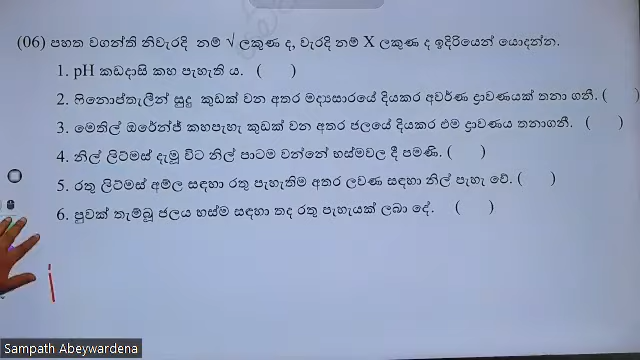 (06) පහත වගන්ති නිවැරදි නම් √ ලකුණ ද, වැරදි නම් X ලකුණ ද ඉදිරියෙන් යොදන්න.
1. pH කඩදාසි කහ පැහැති ය. ( )
2. ෆිනොප්තැලීන් සුදු කුඩක් වන අතර මද්‍යසාරයේ දියකර අවර්ණ ද්‍රාවණයක් තනා ගනී. ( )
3. මෙතිල් ඔරේන්ජ් කහපැහැ කුඩක් වන අතර ජලයේ දියකර එම ද්‍රාවණය තනාගනී. ( )
4. නිල් ලිට්මස් දැමූ විට නිල් පාටම වන්නේ භස්මවල දී පමණි. ( )
5. රතු ලිට්මස් අම්ල සඳහා රතු පැහැතිම අතර ලවණ සඳහා නිල් පැහැ වේ. ( )
6. පුවක් තැම්බූ ජලය භස්ම සඳහා තද රතු පැහැයක් ලබා දේ. ( )
Sampath Abeywardena